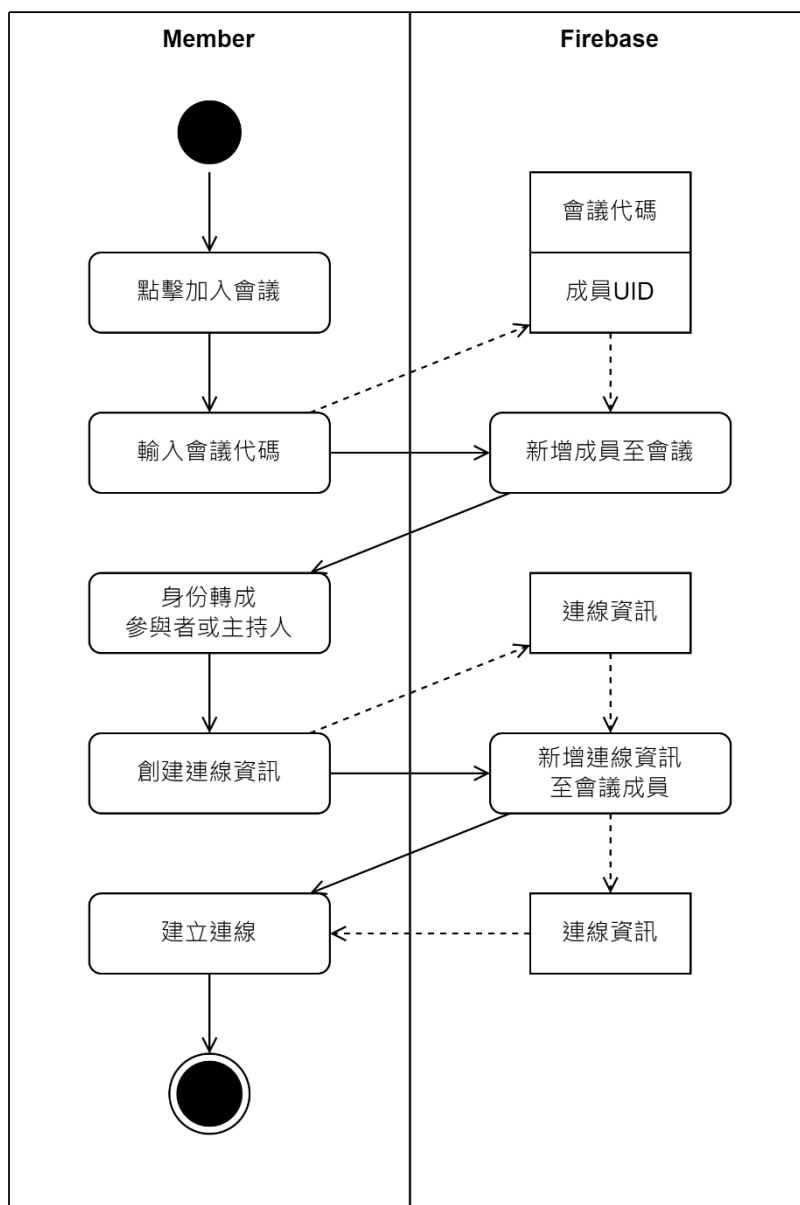 Member
Firebase
會議代碼
點擊加入會議
成員UID
輸入會議代碼
新增成員至會議
身份轉成
參與者或主持人
連線資訊
創建連線資訊
新增連線資訊
至會議成員
建立連線
連線資訊